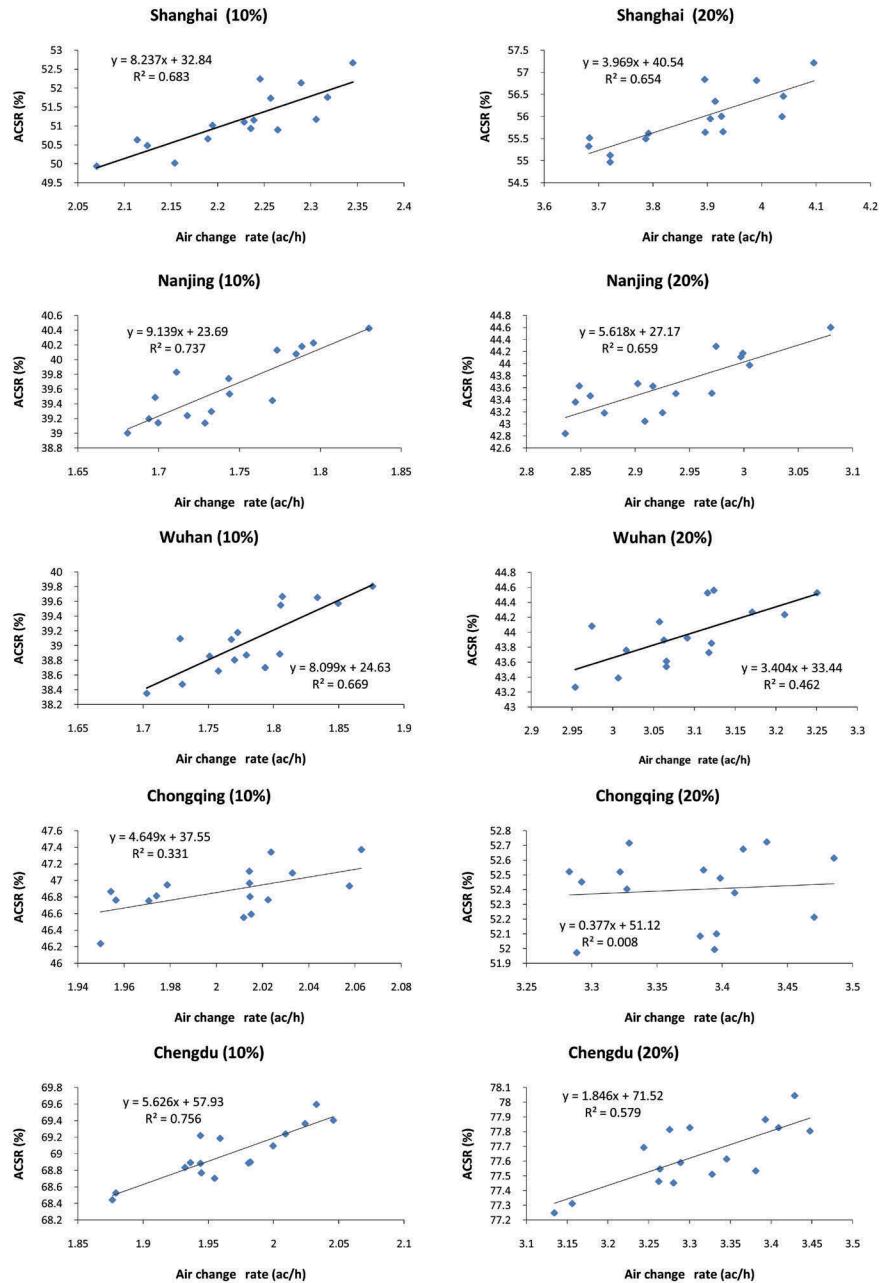 Shanghai (10%)
y = 8.237x + 32.84
R² = 0.683
ACSR (%)
53
52.5
52
51.5
51
50.5
50
49.5
2.05 2.1 2.15 2.2 2.25 2.3 2.35 2.4
Air change rate (ac/h)
Shanghai (20%)
y = 3.969x + 40.54
R² = 0.654
ACSR (%)
57.5
57
56.5
56
55.5
55
54.5
3.6 3.7 3.8 3.9 4 4.1 4.2
Air change rate (ac/h)
Nanjing (10%)
y = 9.139x + 23.69
R² = 0.737
ACSR (%)
40.6
40.4
40.2
40
39.8
39.6
39.4
39.2
39
38.8
1.65 1.7 1.75 1.8 1.85
Air change rate (ac/h)
Nanjing (20%)
y = 5.618x + 27.17
R² = 0.659
ACSR (%)
44.8
44.6
44.4
44.2
44
43.8
43.6
43.4
43.2
43
42.8
42.6
2.8 2.85 2.9 2.95 3 3.05 3.1
Air change rate (ac/h)
Wuhan (10%)
ACSR (%)
40
39.8
39.6
39.4
39.2
39
38.8
38.6
38.4
38.2
y = 8.099x + 24.63
R² = 0.669
1.65 1.7 1.75 1.8 1.85 1.9
Air change rate (ac/h)
Wuhan (20%)
ACSR (%)
44.8
44.6
44.4
44.2
44
43.8
43.6
43.4
43.2
43
y = 3.404x + 33.44
R² = 0.462
2.9 2.95 3 3.05 3.1 3.15 3.2 3.25 3.3
Air change rate (ac/h)
Chongqing (10%)
y = 4.649x + 37.55
R² = 0.331
ACSR (%)
47.6
47.4
47.2
47
46.8
46.6
46.4
46.2
46
1.94 1.96 1.98 2 2.02 2.04 2.06 2.08
Air change rate (ac/h)
Chongqing (20%)
ACSR (%)
52.8
52.7
52.6
52.5
52.4
52.3
52.2
52.1
52
51.9
y = 0.377x + 51.12
R² = 0.008
3.25 3.3 3.35 3.4 3.45 3.5
Air change rate (ac/h)
Chengdu (10%)
y = 5.626x + 57.93
R² = 0.756
ACSR (%)
69.8
69.6
69.4
69.2
69
68.8
68.6
68.4
68.2
1.85 1.9 1.95 2 2.05 2.1
Air change rate (ac/h)
Chengdu (20%)
y = 1.846x + 71.52
R² = 0.579
ACSR (%)
78.1
78
77.9
77.8
77.7
77.6
77.5
77.4
77.3
77.2
3.1 3.15 3.2 3.25 3.3 3.35 3.4 3.45 3.5
Air change rate (ac/h)